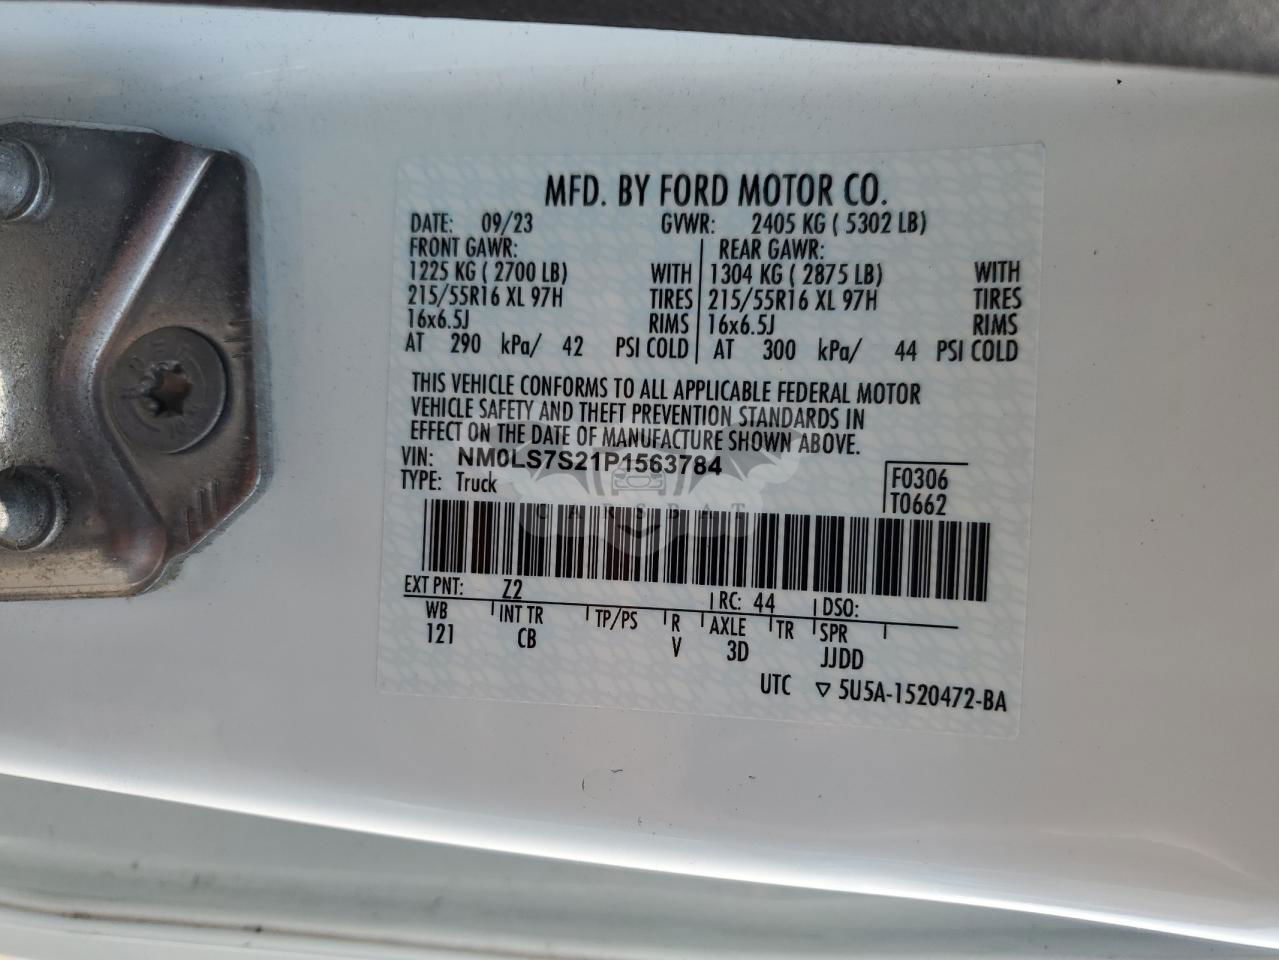 MFD. BY FORD MOTOR CO.
DATE: 09/23 GVWR: 2405 KG ( 5302 LB)
FRONT GAWR: REAR GAWR:
1225 KG ( 2700 LB) WITH 1304 KG ( 2875 LB) WITH
215/55R16 XL 97H TIRES 215/55R16 XL 97H TIRES
16x6.5J RIMS 16x6.5J RIMS
AT 290 kPa/ 42 PSI COLD AT 300 kPa/ 44 PSI COLD
THIS VEHICLE CONFORMS TO ALL APPLICABLE FEDERAL MOTOR
VEHICLE SAFETY AND THEFT PREVENTION STANDARDS IN
EFFECT ON THE DATE OF MANUFACTURE SHOWN ABOVE.
VIN: NM0LS7S21P1563784
F0306
TYPE: Truck
T0662
CARSBAT
EXT PNT: Z2 RC: 44 DSO:
WB INT TR TP/PS R AXLE TR SPR
121 CB V 3D JJDD
UTC ▽ 5U5A-1520472-BA